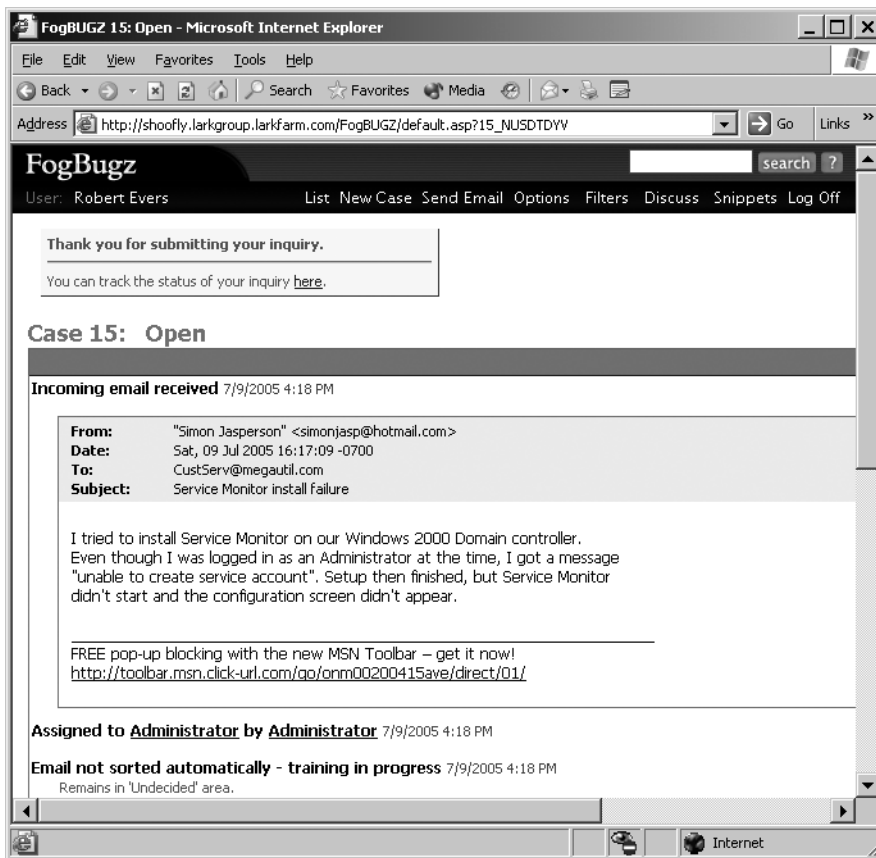 FogBUGZ 15: Open - Microsoft Internet Explorer
File Edit View Favorites Tools Help
Back Search Favorites Media
Address http://shoofly.larkgroup.larkfarm.com/FogBUGZ/default.asp?15_NUSDTDYV Go Links »
FogBugz search ?
User: Robert Evers List New Case Send Email Options Filters Discuss Snippets Log Off
Thank you for submitting your inquiry.
You can track the status of your inquiry here.
Case 15: Open
Incoming email received 7/9/2005 4:18 PM
From: "Simon Jasperson" <simonjasp@hotmail.com>
Date: Sat, 09 Jul 2005 16:17:09 -0700
To: CustServ@megautil.com
Subject: Service Monitor install failure
I tried to install Service Monitor on our Windows 2000 Domain controller.
Even though I was logged in as an Administrator at the time, I got a message
"unable to create service account". Setup then finished, but Service Monitor
didn't start and the configuration screen didn't appear.
FREE pop-up blocking with the new MSN Toolbar – get it now!
http://toolbar.msn.click-url.com/go/onm00200415ave/direct/01/
Assigned to Administrator by Administrator 7/9/2005 4:18 PM
Email not sorted automatically - training in progress 7/9/2005 4:18 PM
Remains in 'Undecided' area.
Internet